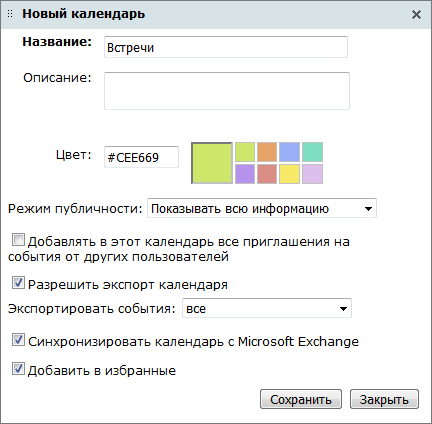 Новый календарь
Название: Встречи
Описание:
Цвет: #CEE669
Режим публичности: Показывать всю информацию
Добавлять в этот календарь все приглашения на
события от других пользователей
Разрешить экспорт календаря
Экспортировать события: все
Синхронизировать календарь с Microsoft Exchange
Добавить в избранные
Сохранить Закрыть